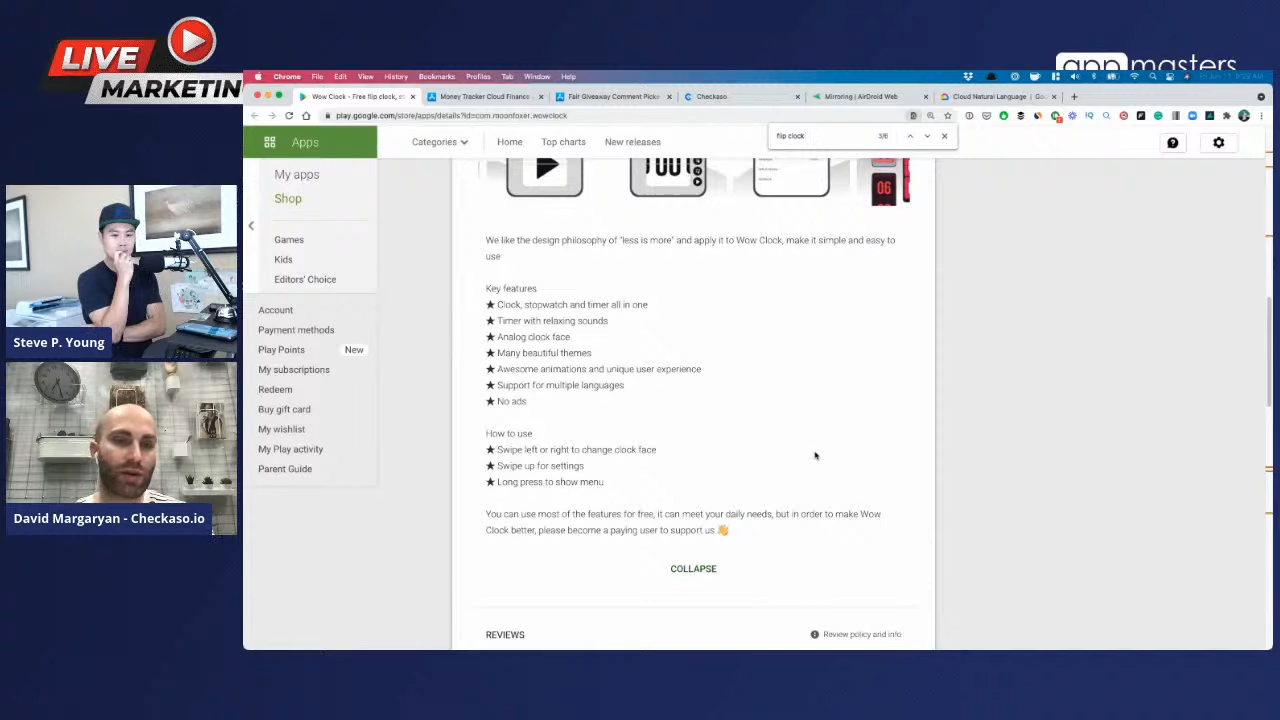 LIVE
MARKETIN
app masters
Chrome File Edit View History Bookmarks Profiles Tab Window Help
Wow Clock - Free flip clock, s
Money Tracker Cloud Finance
Fair Giveaway Comment Picke
Checkaso
Mirroring | AirDroid Web
Cloud Natural Language | Goo
play.google.com/store/apps/details?id=com.moonfoxer.wowclock
flip clock 3/6
Apps
Categories
Home
Top charts
New releases
My apps
Shop
Games
Kids
Editors' Choice
Account
Payment methods
Play Points New
My subscriptions
Redeem
Buy gift card
My wishlist
My Play activity
Parent Guide
06
We like the design philosophy of "less is more" and apply it to Wow Clock, make it simple and easy to
use
Key features
★ Clock, stopwatch and timer all in one
★ Timer with relaxing sounds
★ Analog clock face
★ Many beautiful themes
★ Awesome animations and unique user experience
★ Support for multiple languages
★ No ads
How to use
★ Swipe left or right to change clock face
★ Swipe up for settings
★ Long press to show menu
You can use most of the features for free, it can meet your daily needs, but in order to make Wow
Clock better, please become a paying user to support us 👏
COLLAPSE
REVIEWS
Review policy and info
Steve P. Young
David Margaryan - Checkaso.io